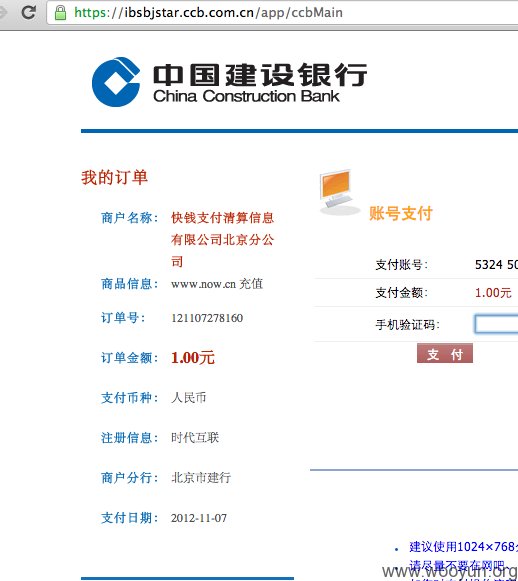 https://ibsbjstar.ccb.com.cn/app/ccbMain
中国建设银行
China Construction Bank
我的订单
商户名称： 快钱支付清算信息
有限公司北京分公
司
商品信息： www.now.cn 充值
订单号： 121107278160
订单金额： 1.00元
支付币种： 人民币
注册信息： 时代互联
商户分行： 北京市建行
支付日期： 2012-11-07
账号支付
支付账号： 5324 50
支付金额： 1.00元
手机验证码：
支 付
建议使用1024×768分
请尽量不要在网吧
www.wooyun.org